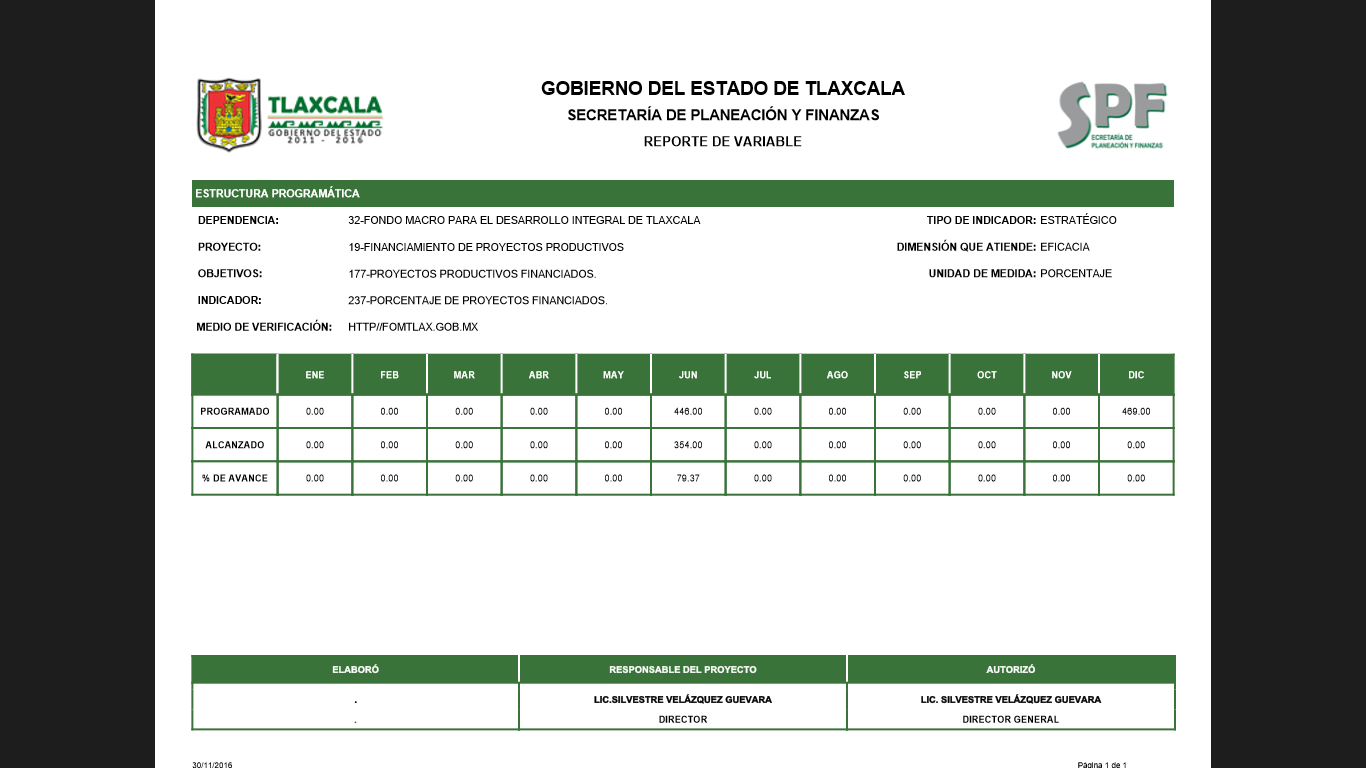 TLAXCALA
GOBIERNO DEL ESTADO
2011 - 2016
GOBIERNO DEL ESTADO DE TLAXCALA
SECRETARÍA DE PLANEACIÓN Y FINANZAS
REPORTE DE VARIABLE
SPF
ECRETARÍA DE
PLANEACIÓN Y FINANZAS
ESTRUCTURA PROGRAMÁTICA
DEPENDENCIA: 32-FONDO MACRO PARA EL DESARROLLO INTEGRAL DE TLAXCALA TIPO DE INDICADOR: ESTRATÉGICO
PROYECTO: 19-FINANCIAMIENTO DE PROYECTOS PRODUCTIVOS DIMENSIÓN QUE ATIENDE: EFICACIA
OBJETIVOS: 177-PROYECTOS PRODUCTIVOS FINANCIADOS. UNIDAD DE MEDIDA: PORCENTAJE
INDICADOR: 237-PORCENTAJE DE PROYECTOS FINANCIADOS.
MEDIO DE VERIFICACIÓN: HTTP//FOMTLAX.GOB.MX
ENE FEB MAR ABR MAY JUN JUL AGO SEP OCT NOV DIC
PROGRAMADO 0.00 0.00 0.00 0.00 0.00 446.00 0.00 0.00 0.00 0.00 0.00 469.00
ALCANZADO 0.00 0.00 0.00 0.00 0.00 354.00 0.00 0.00 0.00 0.00 0.00 0.00
% DE AVANCE 0.00 0.00 0.00 0.00 0.00 79.37 0.00 0.00 0.00 0.00 0.00 0.00
ELABORÓ RESPONSABLE DEL PROYECTO AUTORIZÓ
. LIC.SILVESTRE VELÁZQUEZ GUEVARA LIC. SILVESTRE VELÁZQUEZ GUEVARA
. DIRECTOR DIRECTOR GENERAL
30/11/2016 Página 1 de 1